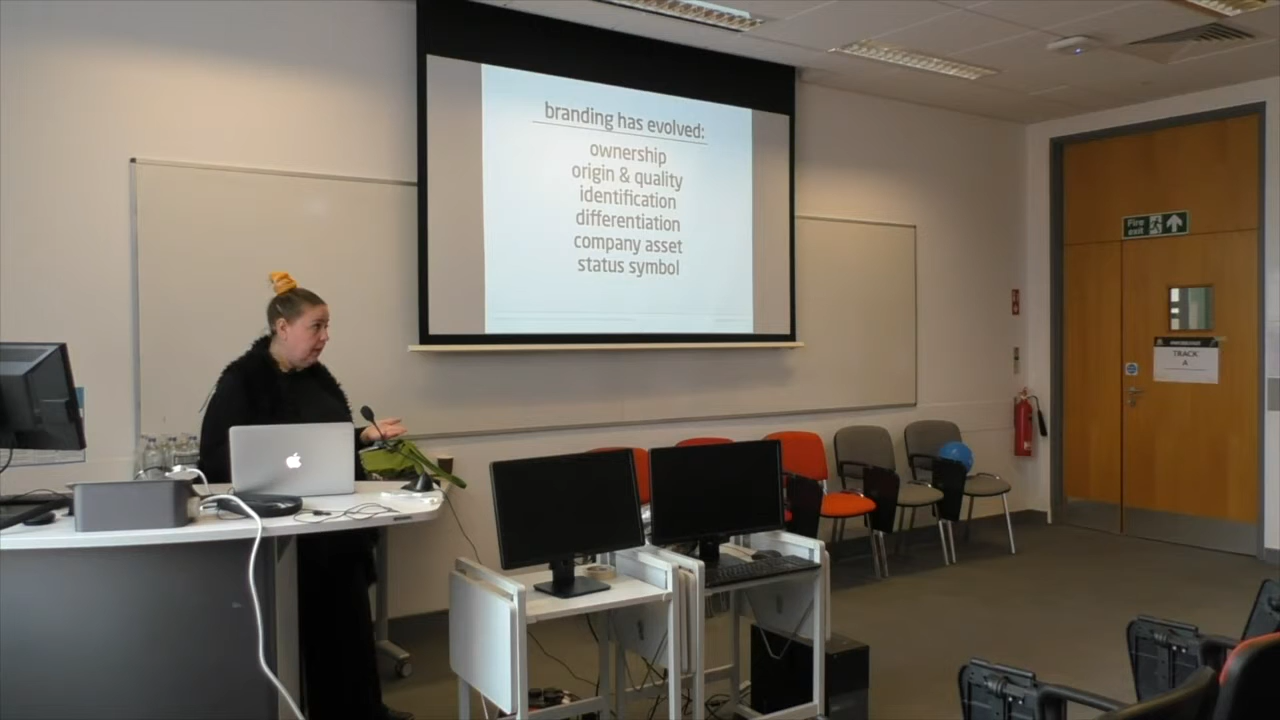 branding has evolved:
ownership
origin & quality
identification
differentiation
company asset
status symbol
Fire
exit
TRACK
A